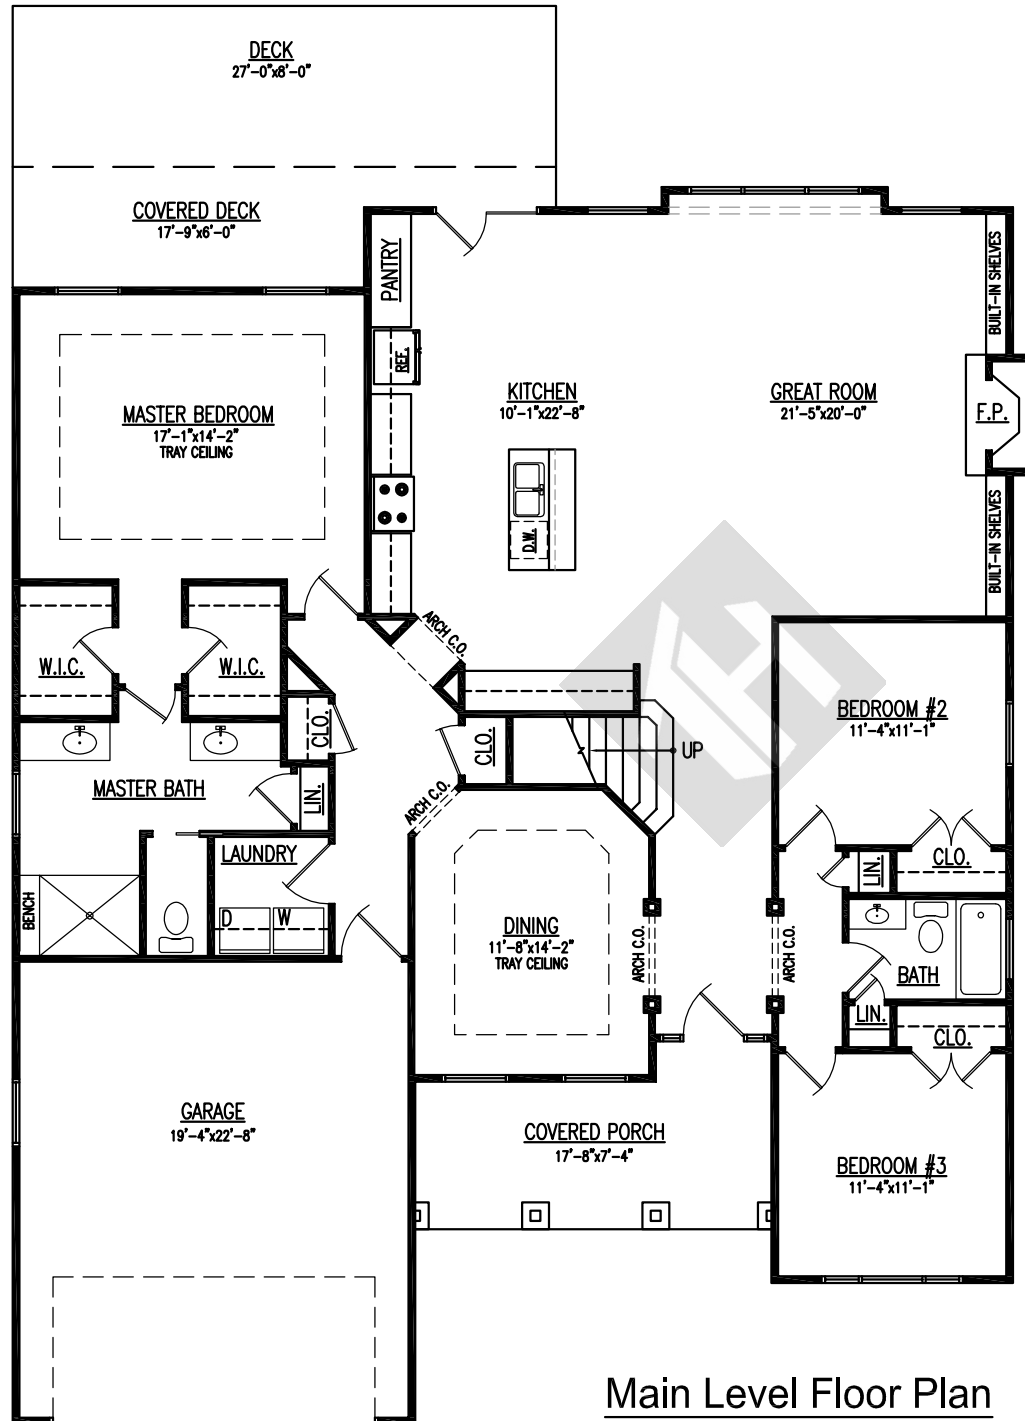 DECK
27'-0"x8'-0"
COVERED DECK
17'-9"x6'-0"
PANTRY
BUILT-IN SHELVES
REF.
MASTER BEDROOM
17'-1"x14'-2"
TRAY CEILING
KITCHEN
10'-1"x22'-8"
GREAT ROOM
21'-5"x20'-0"
F.P.
D.W.
BUILT-IN SHELVES
ARCH C.O.
W.I.C.
W.I.C.
CLO.
CLO.
UP
BEDROOM #2
11'-4"x11'-1"
MASTER BATH
LIN.
ARCH C.O.
LAUNDRY
CLO.
LIN.
BENCH
D
W
DINING
11'-8"x14'-2"
TRAY CEILING
ARCH C.O.
ARCH C.O.
BATH
LIN.
CLO.
GARAGE
19'-4"x22'-8"
COVERED PORCH
17'-8"x7'-4"
BEDROOM #3
11'-4"x11'-1"
Main Level Floor Plan